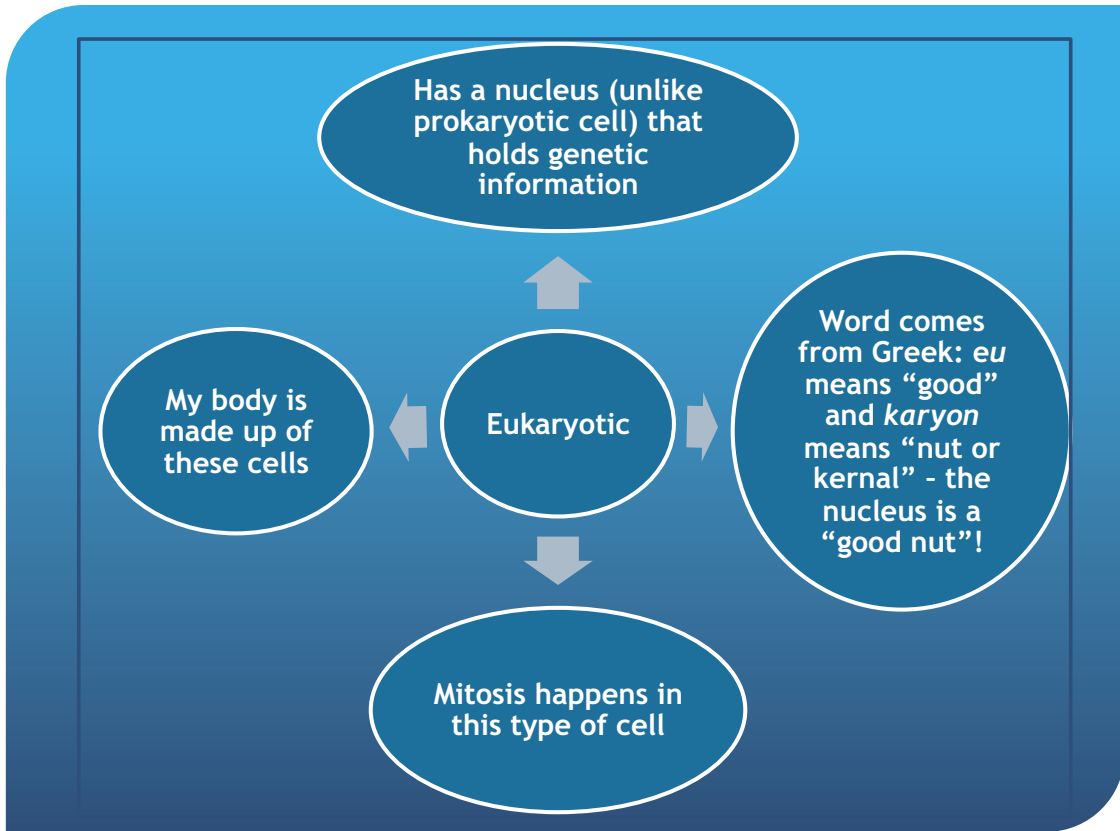 Has a nucleus (unlike
prokaryotic cell) that
holds genetic
information
My body is
made up of
these cells
Eukaryotic
Word comes
from Greek: eu
means “good”
and karyon
means “nut or
kernal” – the
nucleus is a
“good nut”!
Mitosis happens in
this type of cell